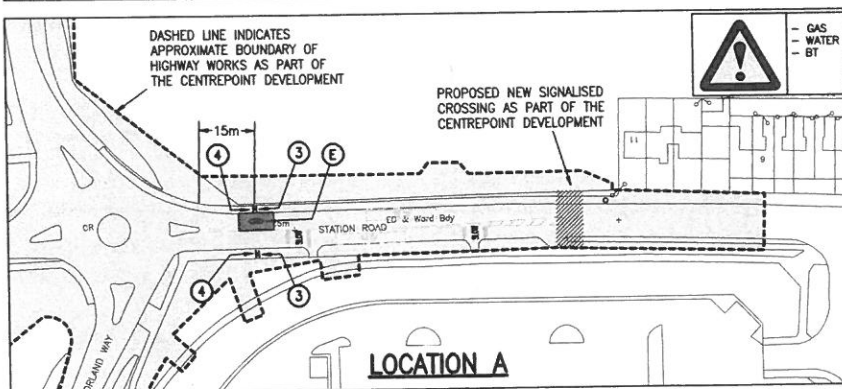 DASHED LINE INDICATES
APPROXIMATE BOUNDARY OF
HIGHWAY WORKS AS PART OF
THE CENTREPOINT DEVELOPMENT
- GAS
- WATER
- BT
PROPOSED NEW SIGNALISED
CROSSING AS PART OF THE
CENTREPOINT DEVELOPMENT
15m
4
3
E
11
9
CR
ED & Ward Bdy
STATION ROAD
4
3
ORLAND WAY
LOCATION A